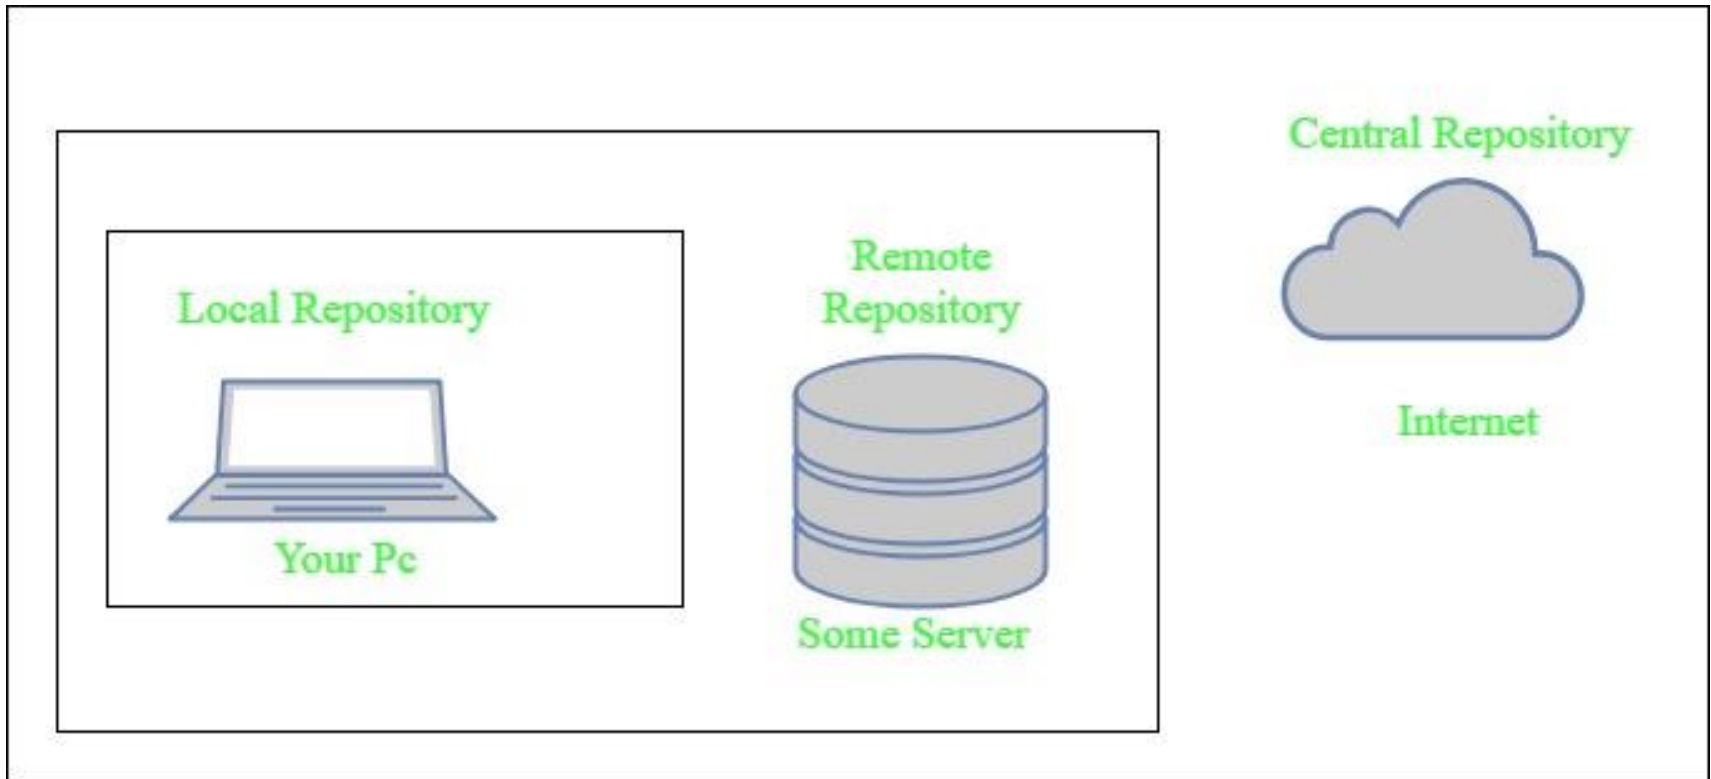 Central Repository
Local Repository
Remote
Repository
Your Pc
Some Server
Internet